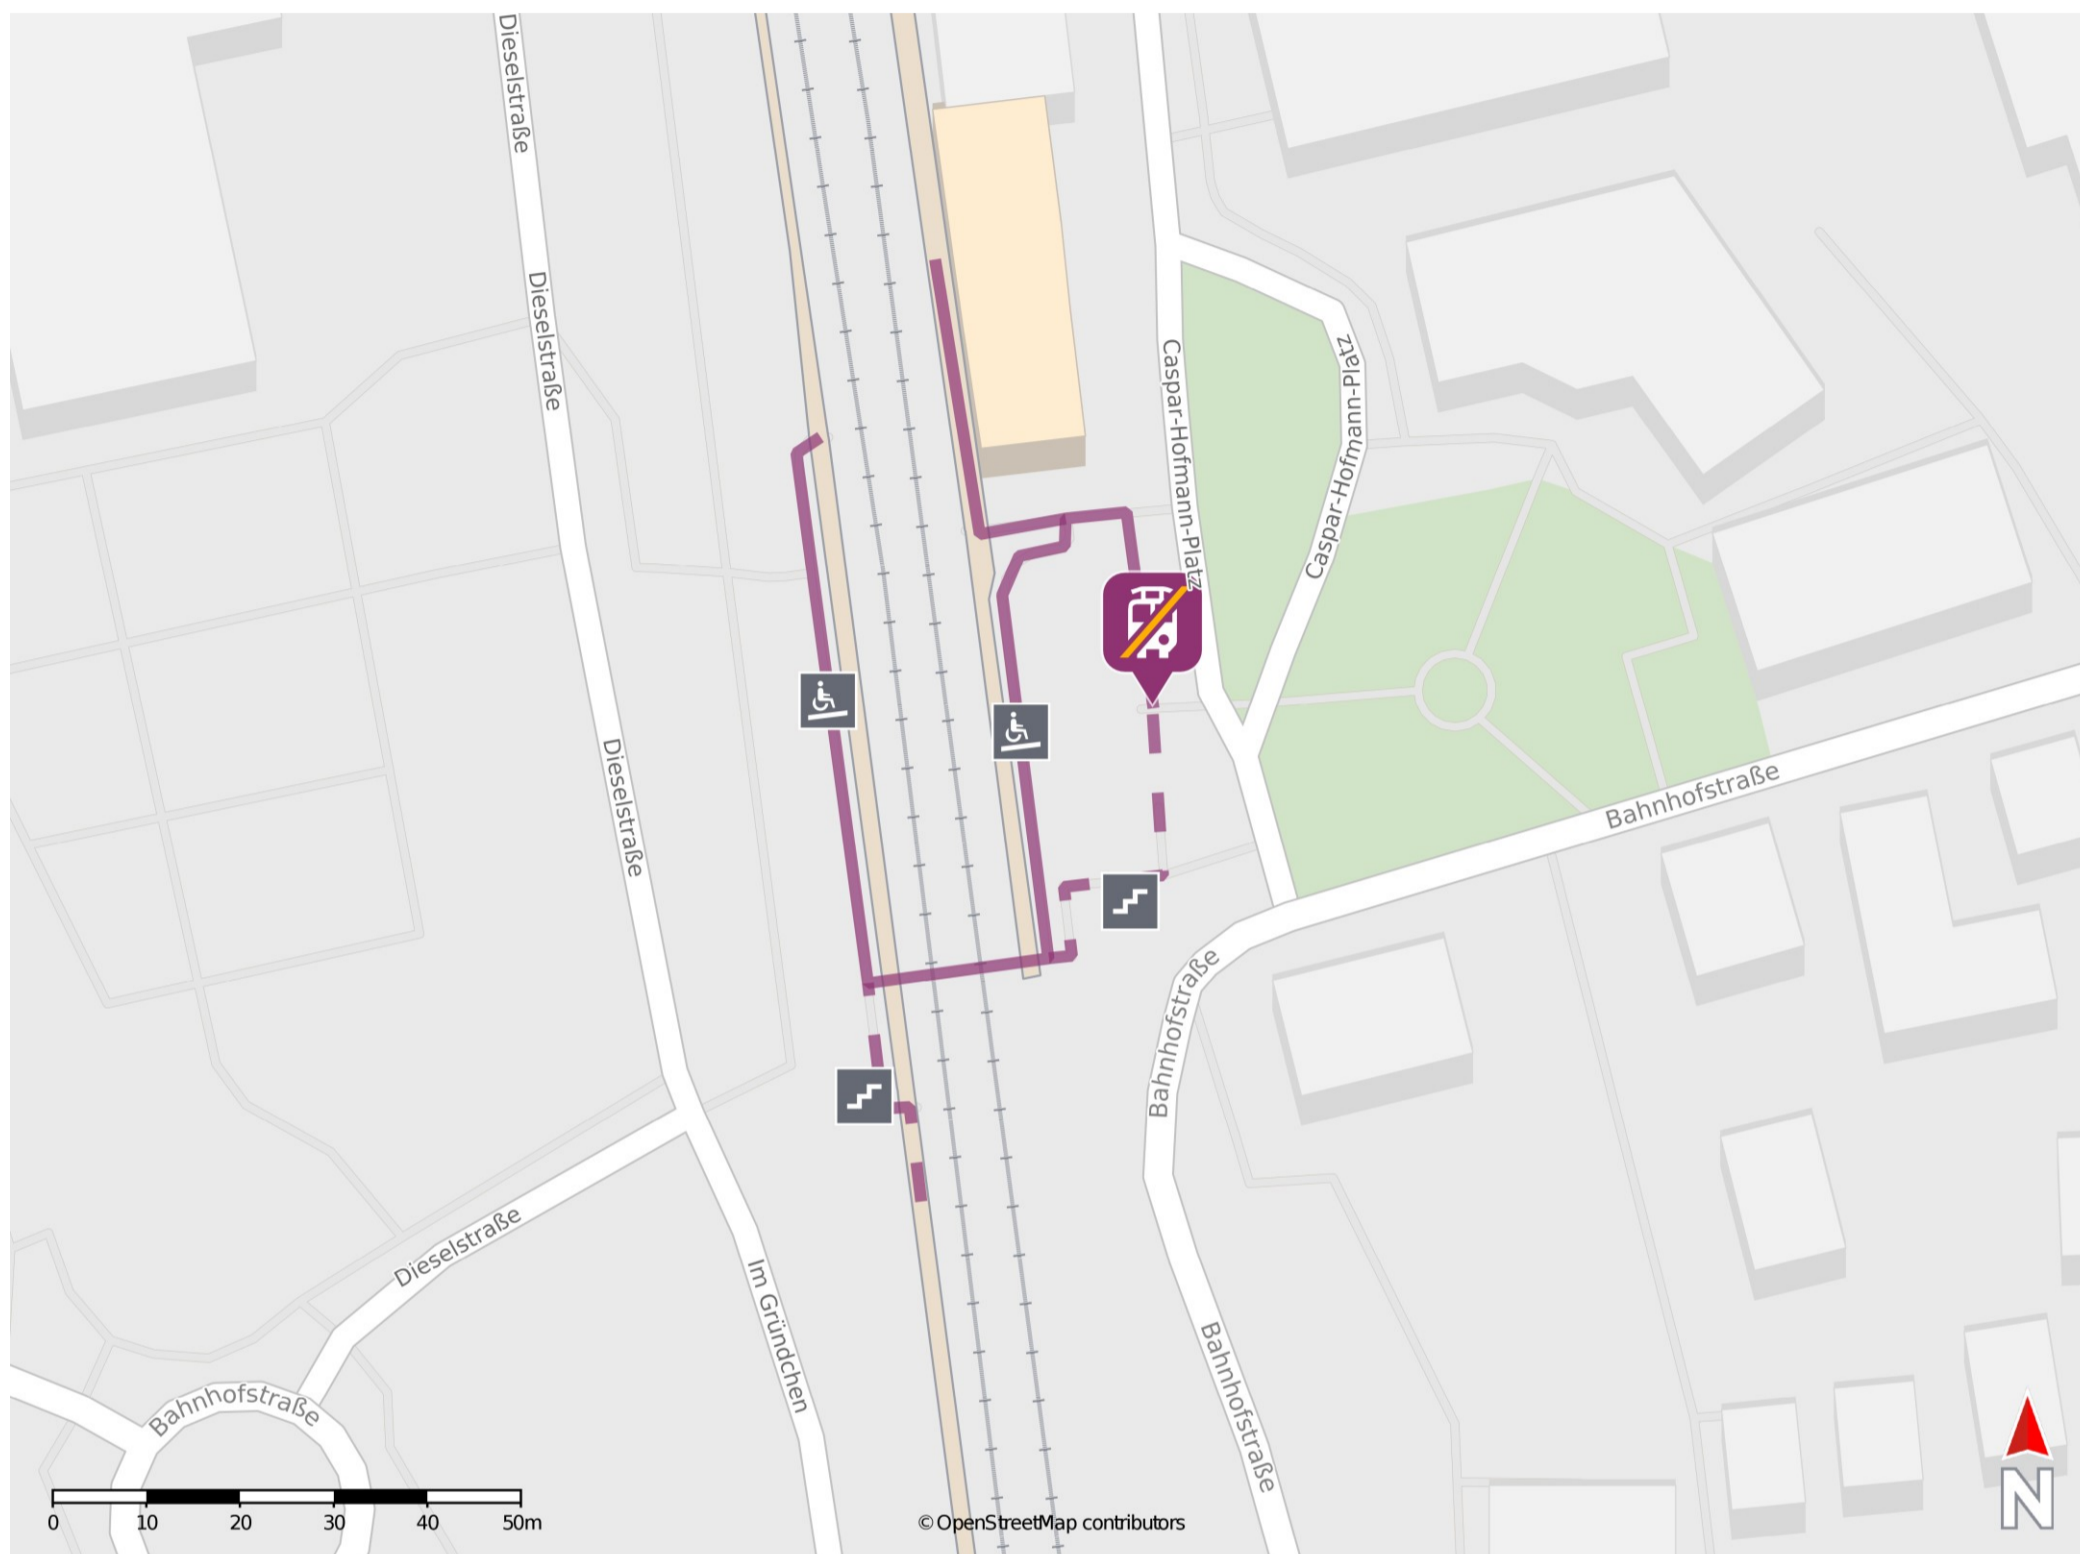 Dieselstraße
Dieselstraße
Caspar-Hofmann-Platz
Caspar-Hofmann-Platz
Dieselstraße
Bahnhofstraße
Bahnhofstraße
Dieselstraße
Im Gründchen
Bahnhofstraße
Bahnhofstraße
0 10 20 30 40 50m
© OpenStreetMap contributors
N